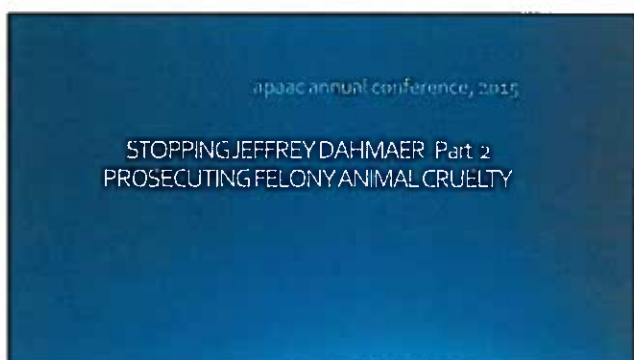 apaac annual conference, 2015
STOPPING JEFFREY DAHMAER Part 2
PROSECUTING FELONY ANIMAL CRUELTY